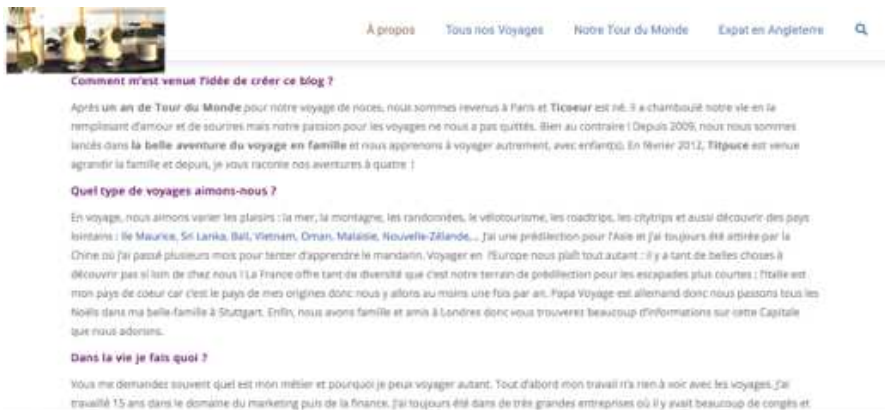 À propos Tous nos Voyages Notre Tour du Monde Expat en Angleterre
Comment m'est venue l'idée de créer ce blog ?
Après un an de Tour du Monde pour notre voyage de noces, nous sommes revenus à Paris et Ticoeur est né. Il a chamboulé notre vie en la
remplissant d'amour et de sourires mais notre passion pour les voyages ne nous a pas quittés. Bien au contraire ! Depuis 2009, nous nous sommes
lancés dans la belle aventure du voyage en famille et nous apprenons à voyager autrement, avec enfant(s). En février 2012, Titpuce est venue
agrandir la famille et depuis, je vous raconte nos aventures à quatre !
Quel type de voyages aimons-nous ?
En voyage, nous aimons varier les plaisirs : la mer, la montagne, les randonnées, le vélotourisme, les roadtrips, les citytrips et aussi découvrir des pays
lointains : Ile Maurice, Sri Lanka, Bali, Vietnam, Oman, Malaisie, Nouvelle-Zélande,... J'ai une prédilection pour l'Asie et j'ai toujours été attirée par la
Chine où j'ai passé plusieurs mois pour tenter d'apprendre le mandarin. Voyager en l'Europe nous plaît tout autant : il y a tant de belles choses à
découvrir pas si loin de chez nous ! La France offre tant de diversité que c'est notre terrain de prédilection pour les escapades plus courtes ; l'Italie est
mon pays de coeur car c'est le pays de mes origines donc nous y allons au moins une fois par an. Papa Voyage est allemand donc nous passons tous les
Noëls dans ma belle-famille à Stuttgart. Enfin, nous avons famille et amis à Londres donc vous trouverez beaucoup d'informations sur cette Capitale
que nous adorons.
Dans la vie je fais quoi ?
Vous me demandez souvent quel est mon métier et pourquoi je peux voyager autant. Tout d'abord mon travail n'a rien à voir avec les voyages. J'ai
travaillé 15 ans dans le domaine du marketing puis de la finance. J'ai toujours été dans de très grandes entreprises où il y avait beaucoup de congés et